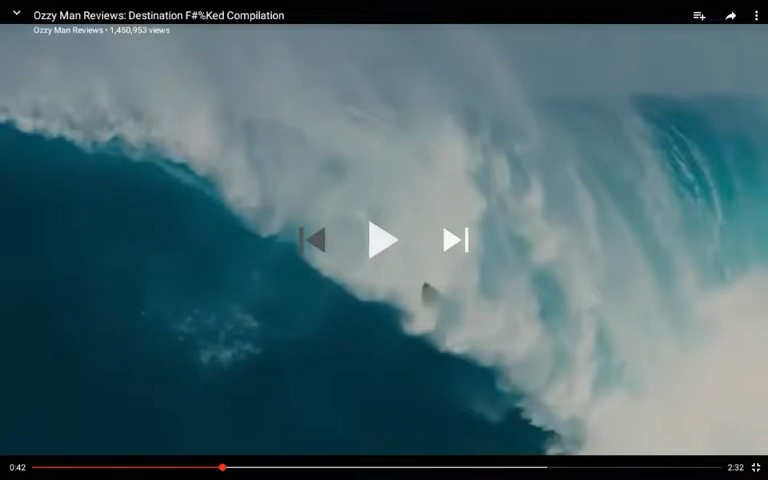 Ozzy Man Reviews: Destination F#%Ked Compilation
Ozzy Man Reviews • 1,450,953 views
0:42
2:32